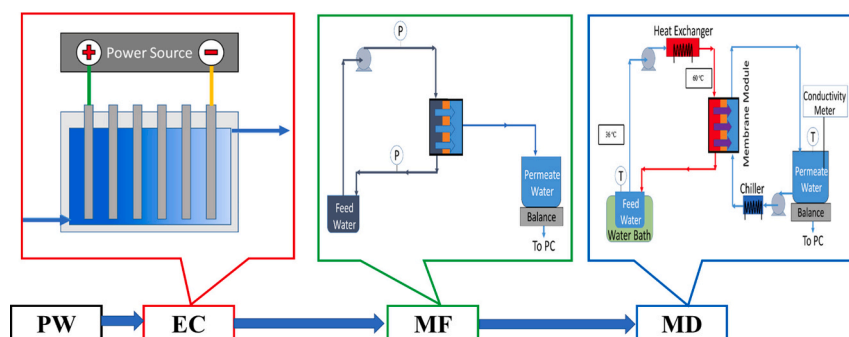 + Power Source −
P
P
Feed
Water
Permeate
Water
Balance
To PC
Heat Exchanger
60 °C
36 °C
Membrane Module
Conductivity
Meter
T
T
Feed
Water
Water Bath
Chiller
Permeate
Water
Balance
To PC
PW
EC
MF
MD